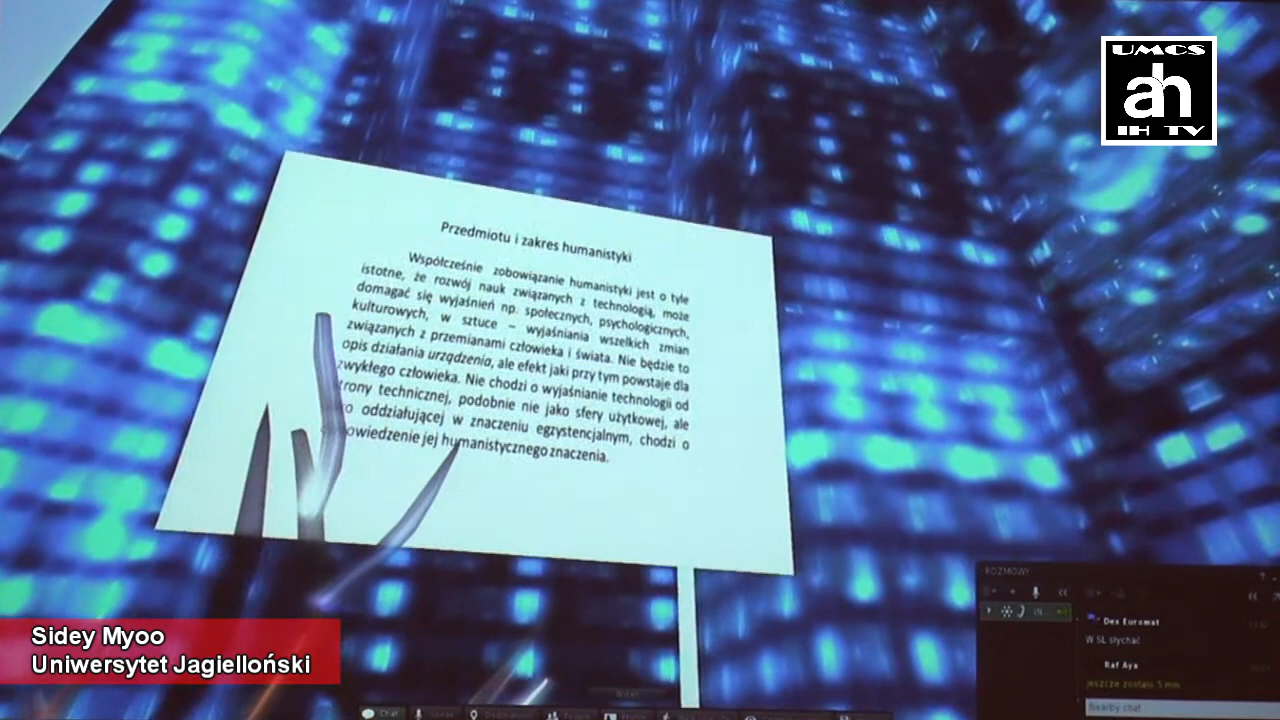 UMCS
ah
IH TV
Przedmiotu i zakres humanistyki
Współcześnie zobowiązanie humanistyki jest o tyle
istotne, że rozwój nauk związanych z technologią, może
domagać się wyjaśnień np. społecznych, psychologicznych,
kulturowych, w sztuce – wyjaśniania wszelkich zmian
związanych z przemianami człowieka i świata. Nie będzie to
opis działania urządzenia, ale efekt jaki przy tym powstaje dla
zwykłego człowieka. Nie chodzi o wyjaśnianie technologii od
trony technicznej, podobnie nie jako sfery użytkowej, ale
ko oddziałującej w znaczeniu egzystencjalnym, chodzi o
owiedzenie jej humanistycznego znaczenia.
Sidey Myoo
Uniwersytet Jagielloński
ROZMOWY
Dex Euromat
W SL słychać
Raf Aya
jeszcze zostało 5 min
Nearby chat
Chat